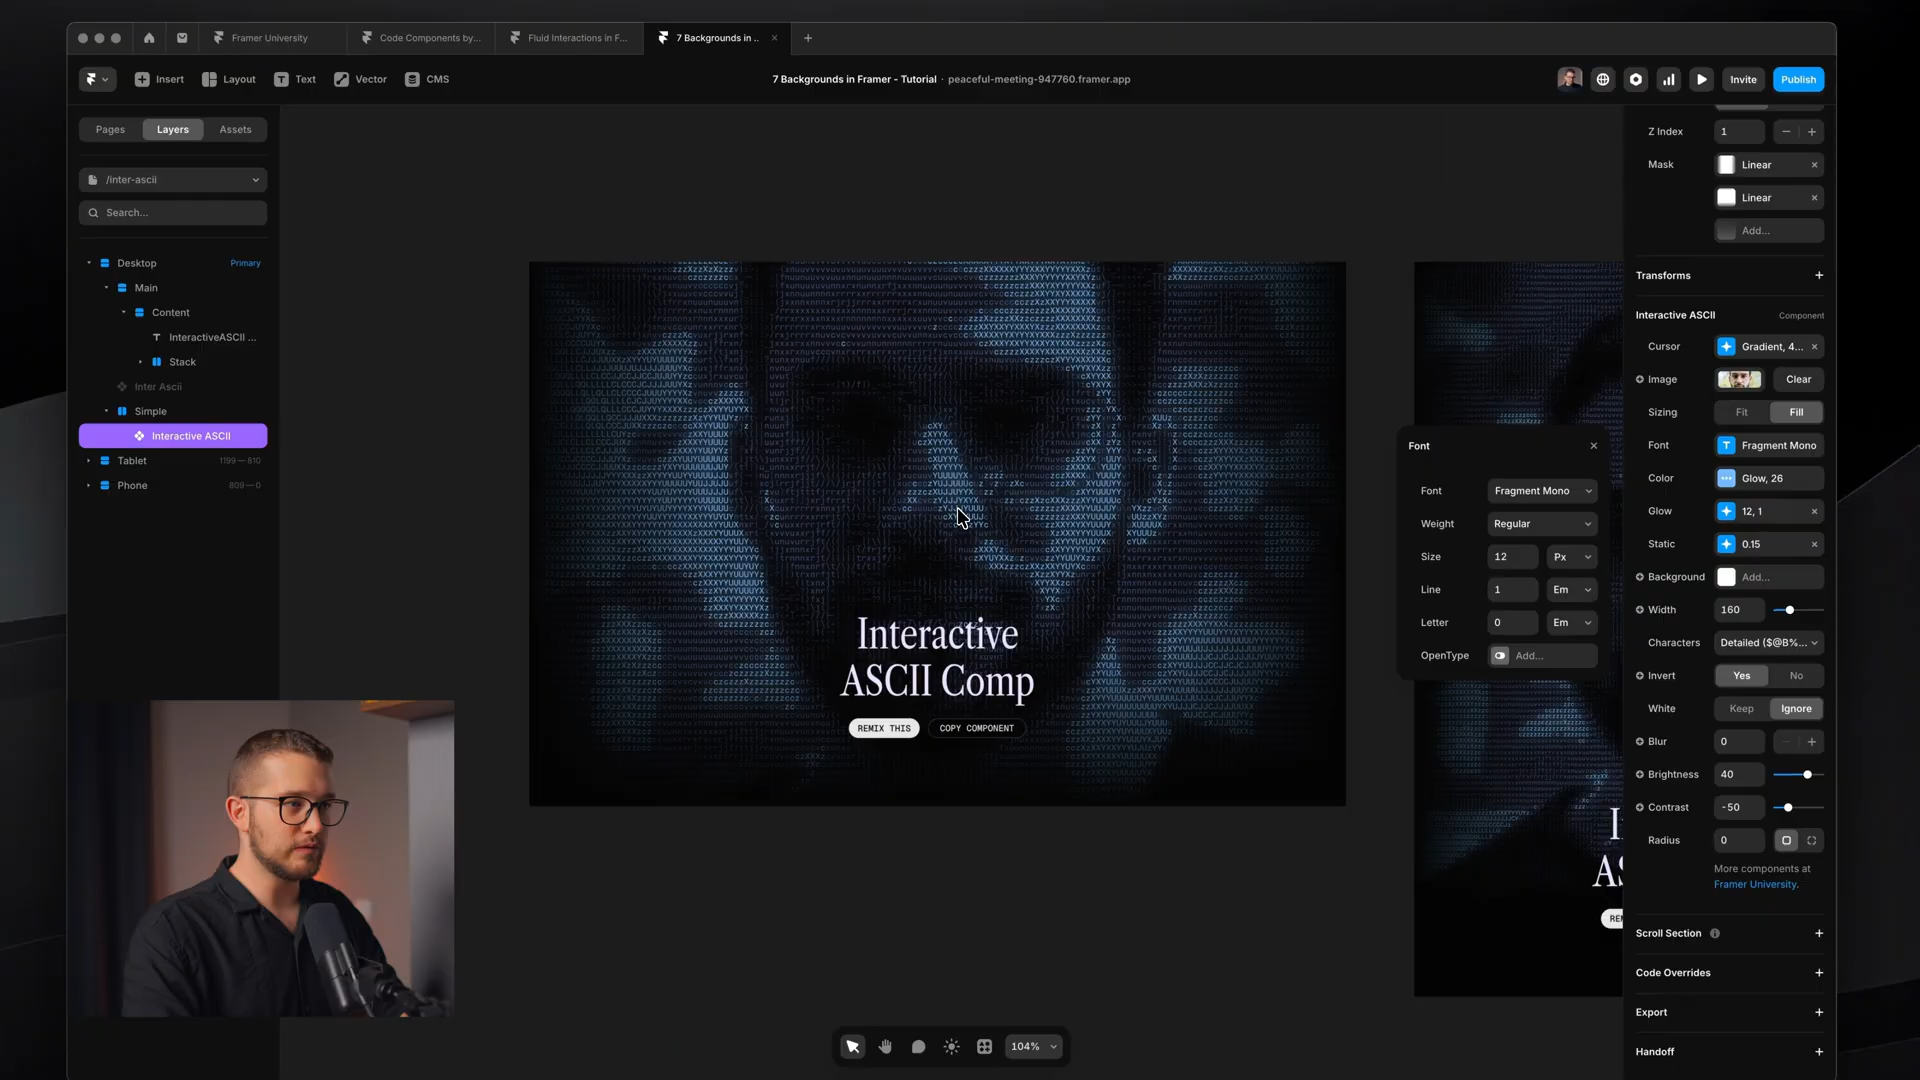 Framer University
Code Components by...
Fluid Interactions in F...
7 Backgrounds in ..
Insert
Layout
Text
Vector
CMS
7 Backgrounds in Framer - Tutorial · peaceful-meeting-947760.framer.app
Invite
Publish
Pages
Layers
Assets
/inter-ascii
Search...
Desktop
Primary
Main
Content
InteractiveASCII ...
Stack
Inter Ascii
Simple
Interactive ASCII
Tablet
1199 — 810
Phone
809 — 0
Interactive
ASCII Comp
REMIX THIS
COPY COMPONENT
Font
Font
Fragment Mono
Weight
Regular
Size
12
Px
Line
1
Em
Letter
0
Em
OpenType
Add...
Z Index
1
Mask
Linear
Linear
Add...
Transforms
Interactive ASCII
Component
Cursor
Gradient, 4...
Image
Clear
Sizing
Fit
Fill
Font
Fragment Mono
Color
Glow, 26
Glow
12, 1
Static
0.15
Background
Add...
Width
160
Characters
Detailed ($@B%...
Invert
Yes
No
White
Keep
Ignore
Blur
0
Brightness
40
Contrast
-50
Radius
0
More components at
Framer University.
Scroll Section
Code Overrides
Export
Handoff
104%